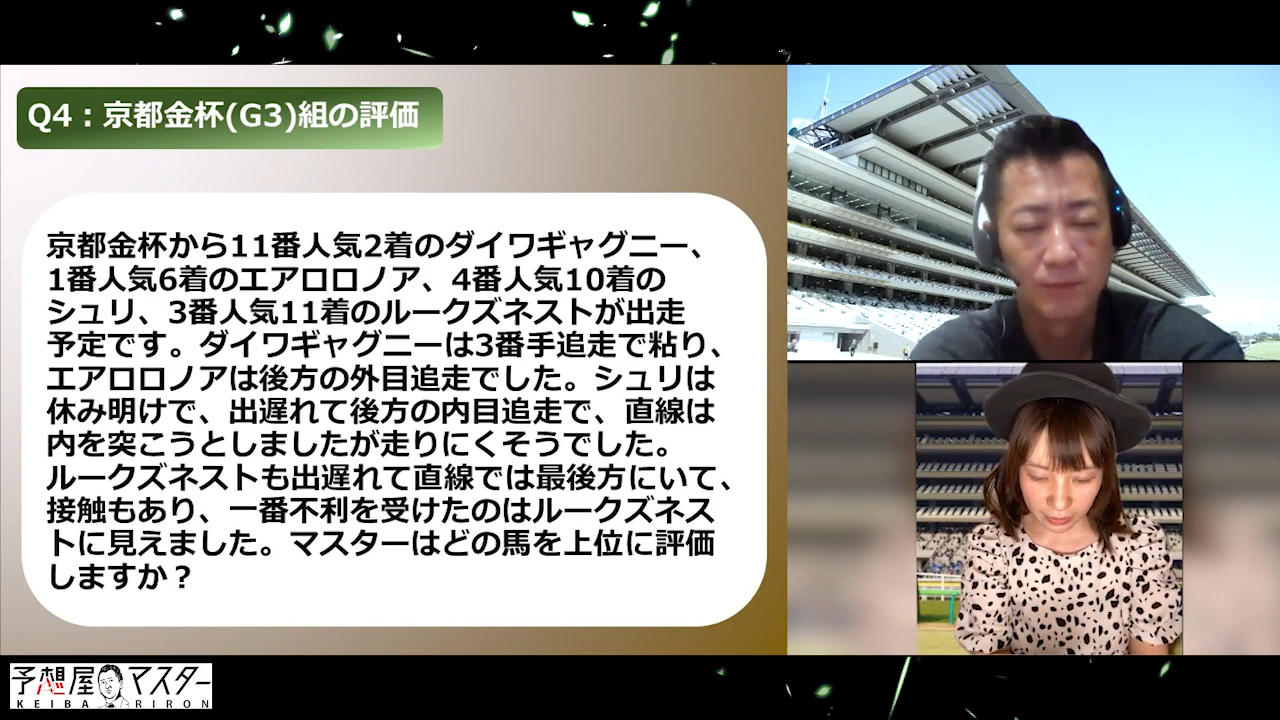 Q4：京都金杯(G3)組の評価
京都金杯から11番人気2着のダイワギャグニー、
1番人気6着のエアロロノア、4番人気10着の
シュリ、3番人気11着のルークズネストが出走
予定です。ダイワギャグニーは3番手追走で粘り、
エアロロノアは後方の外目追走でした。シュリは
休み明けで、出遅れて後方の内目追走で、直線は
内を突こうとしましたが走りにくそうでした。
ルークズネストも出遅れて直線では最後方にいて、
接触もあり、一番不利を受けたのはルークズネス
トに見えました。マスターはどの馬を上位に評価
しますか？
予想屋マスター
KEIBA RIRON